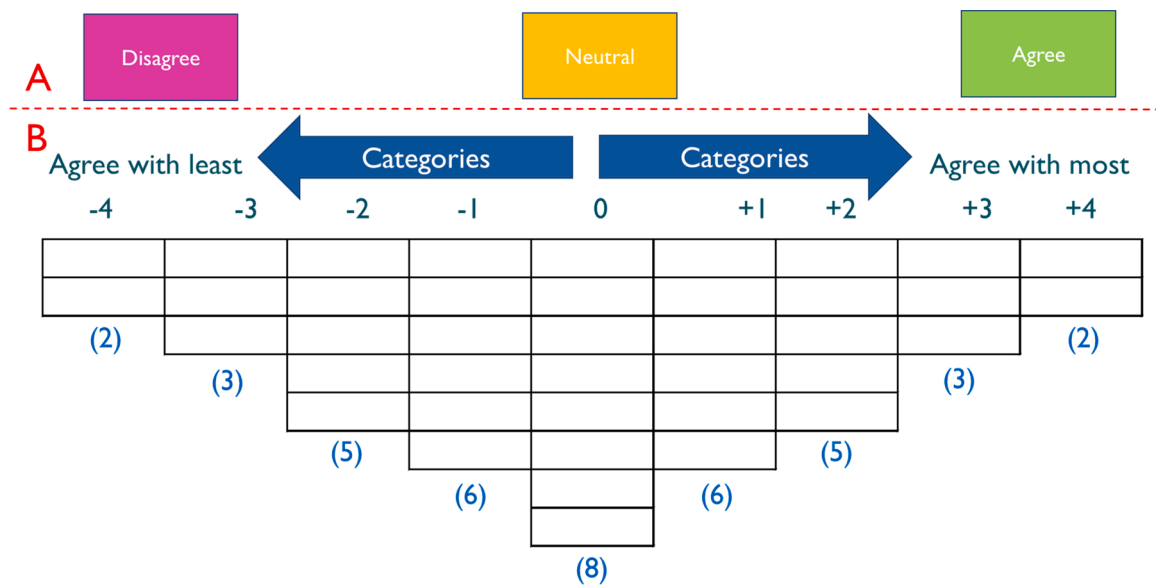 Disagree Neutral Agree
A
B
Categories Categories
Agree with least Agree with most
-4 -3 -2 -1 0 +1 +2 +3 +4
(2) (2)
(3) (3)
(5) (5)
(6) (6)
(8)